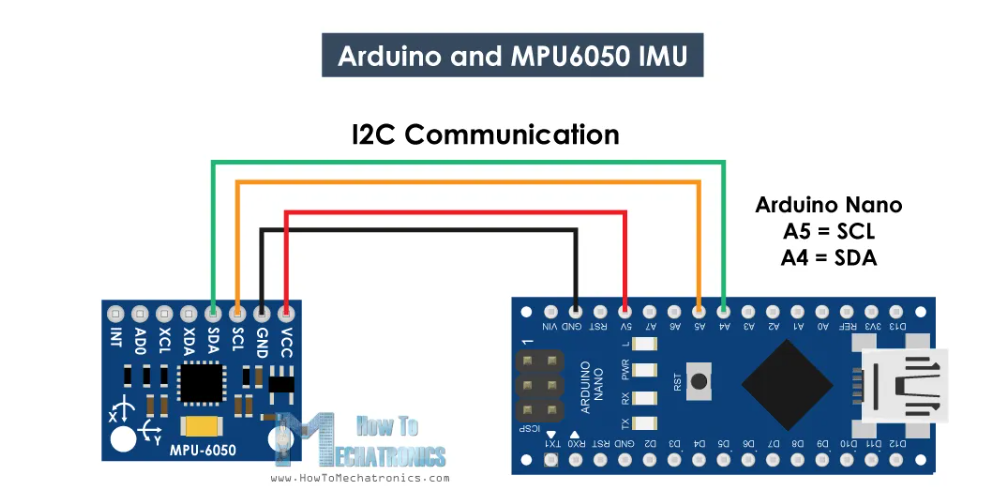 Arduino and MPU6050 IMU
I2C Communication
Arduino Nano
A5 = SCL
A4 = SDA
INT
AD0
XCL
XDA
SDA
SCL
GND
VCC
X
Y
MPU-6050
How To
MECHATRONICS
www.HowToMechatronics.com
VIN
GND
RST
5V
A7
A6
A5
A4
A3
A2
A1
A0
REF
3V3
D13
1
ICSP
ARDUINO
NANO
L
PWR
RX
TX
RST
TX1
RX0
RST
GND
D2
D3
D4
D5
D6
D7
D8
D9
D10
D11
D12